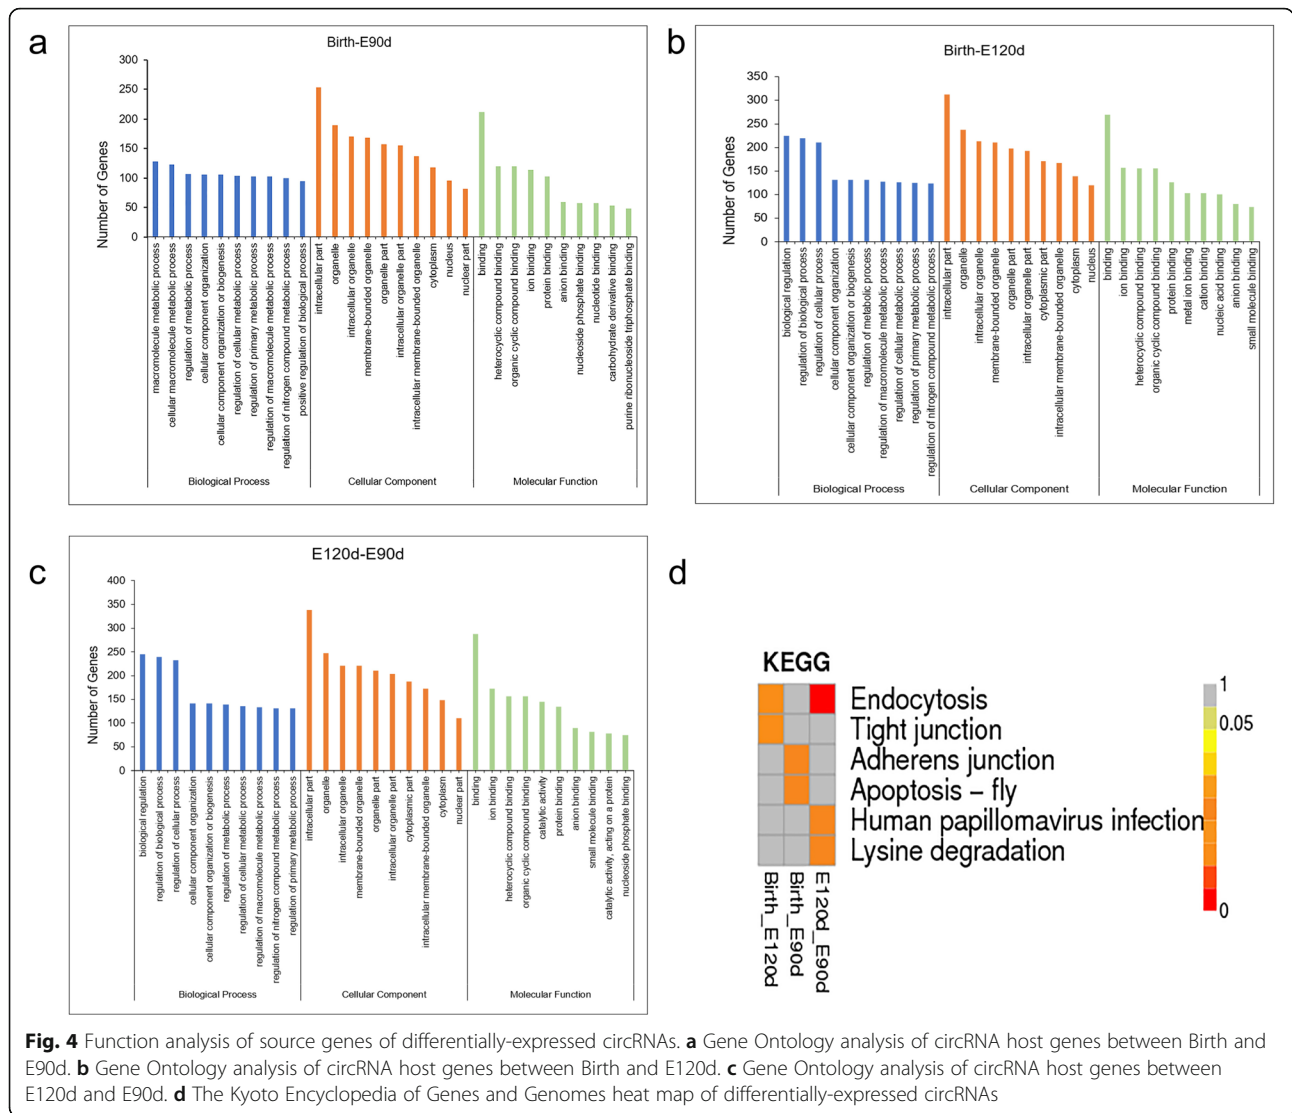 a
Birth-E90d
Number of Genes
300
250
200
150
100
50
0
macromolecule metabolic process
cellular macromolecule metabolic process
regulation of metabolic process
cellular component organization
cellular component organization or biogenesis
regulation of cellular metabolic process
regulation of primary metabolic process
regulation of macromolecule metabolic process
regulation of nitrogen compound metabolic process
positive regulation of biological process
intracellular part
organelle
intracellular organelle
membrane-bounded organelle
organelle part
intracellular organelle part
intracellular membrane-bounded organelle
cytoplasm
nucleus
nuclear part
binding
heterocyclic compound binding
organic cyclic compound binding
ion binding
protein binding
anion binding
nucleoside phosphate binding
nucleotide binding
carbohydrate derivative binding
purine ribonucleoside triphosphate binding
Biological Process
Cellular Component
Molecular Function
b
Birth-E120d
Number of Genes
350
300
250
200
150
100
50
0
biological regulation
regulation of biological process
regulation of cellular process
cellular component organization
cellular component organization or biogenesis
regulation of metabolic process
regulation of macromolecule metabolic process
regulation of cellular metabolic process
regulation of primary metabolic process
regulation of nitrogen compound metabolic process
intracellular part
organelle
intracellular organelle
membrane-bounded organelle
organelle part
intracellular organelle part
cytoplasmic part
intracellular membrane-bounded organelle
cytoplasm
nucleus
binding
ion binding
heterocyclic compound binding
organic cyclic compound binding
protein binding
metal ion binding
cation binding
nucleic acid binding
anion binding
small molecule binding
Biological Process
Cellular Component
Molecular Function
c
E120d-E90d
Number of Genes
400
350
300
250
200
150
100
50
0
biological regulation
regulation of biological process
regulation of cellular process
cellular component organization
cellular component organization or biogenesis
regulation of metabolic process
regulation of cellular metabolic process
regulation of macromolecule metabolic process
regulation of nitrogen compound metabolic process
regulation of primary metabolic process
intracellular part
organelle
intracellular organelle
membrane-bounded organelle
organelle part
intracellular organelle part
cytoplasmic part
intracellular membrane-bounded organelle
cytoplasm
nuclear part
binding
ion binding
heterocyclic compound binding
organic cyclic compound binding
catalytic activity
protein binding
anion binding
small molecule binding
catalytic activity, acting on a protein
nucleoside phosphate binding
Biological Process
Cellular Component
Molecular Function
d
KEGG
Endocytosis
Tight junction
Adherens junction
Apoptosis – fly
Human papillomavirus infection
Lysine degradation
Birth_E120d
Birth_E90d
E120d_E90d
1
0.05
0
Fig. 4 Function analysis of source genes of differentially-expressed circRNAs. a Gene Ontology analysis of circRNA host genes between Birth and
E90d. b Gene Ontology analysis of circRNA host genes between Birth and E120d. c Gene Ontology analysis of circRNA host genes between
E120d and E90d. d The Kyoto Encyclopedia of Genes and Genomes heat map of differentially-expressed circRNAs